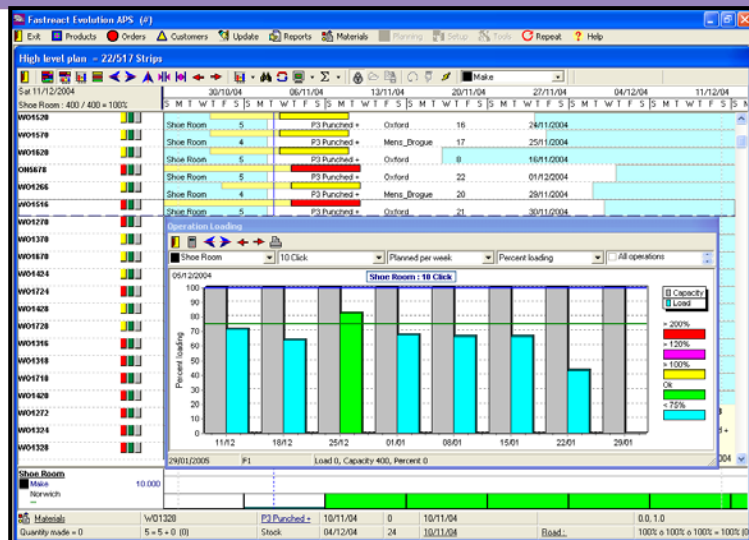 Fastreact Evolution APS (#)
Exit Products Orders Customers Update Reports Materials Planning Setup Tools Repeat Help
High level plan - 22/517 Strips
Make
Sat 11/12/2004 30/10/04 06/11/04 13/11/04 20/11/04 27/11/04 04/12/04 11/12/04
Shoe Room : 400 / 400 = 100% S M T W T F S S M T W T F S S M T W T F S S M T W T F S S M T W T F S S M T W T F S S M T W T F S S M
WO1520
Shoe Room 5 P3 Punched + Oxford 16 24/11/2004
WO1570
Shoe Room 4 P3 Punched + Mens_Brogue 17 25/11/2004
WO1620
Shoe Room 5 P3 Punched + Oxford 8 16/11/2004
ON5678
Shoe Room 5 P3 Punched + Oxford 22 01/12/2004
WO1266
Shoe Room 4 P3 Punched + Mens_Brogue 20 29/11/2004
WO1516
Shoe Room 5 P3 Punched + Oxford 21 30/11/2004
WO1270
WO1370
WO1670
WO1424
WO1724
WO1428
WO1728
WO1316
WO1318
WO1718
WO1420
WO1272
WO1324
WO1328
Operation Loading
Shoe Room 10 Click Planned per week Percent loading All operations
05/12/2004 Shoe Room : 10 Click
Capacity
Load
> 200%
> 120%
> 100%
Ok
< 75%
Percent loading
100
90
80
70
60
50
40
30
20
10
0
11/12 18/12 25/12 01/01 08/01 15/01 22/01 29/01
29/01/2005 F1 Load 0, Capacity 400, Percent 0
Shoe Room
Make 10.000
Norwich
Materials WO1328 P3 Punched + 10/11/04 0 10/11/04 0.0, 1.0
Quantity made = 0 5 = 5 + 0 (0) Stock 04/12/04 24 10/11/04 Road : 100% o 100% o 100% = 100% (0